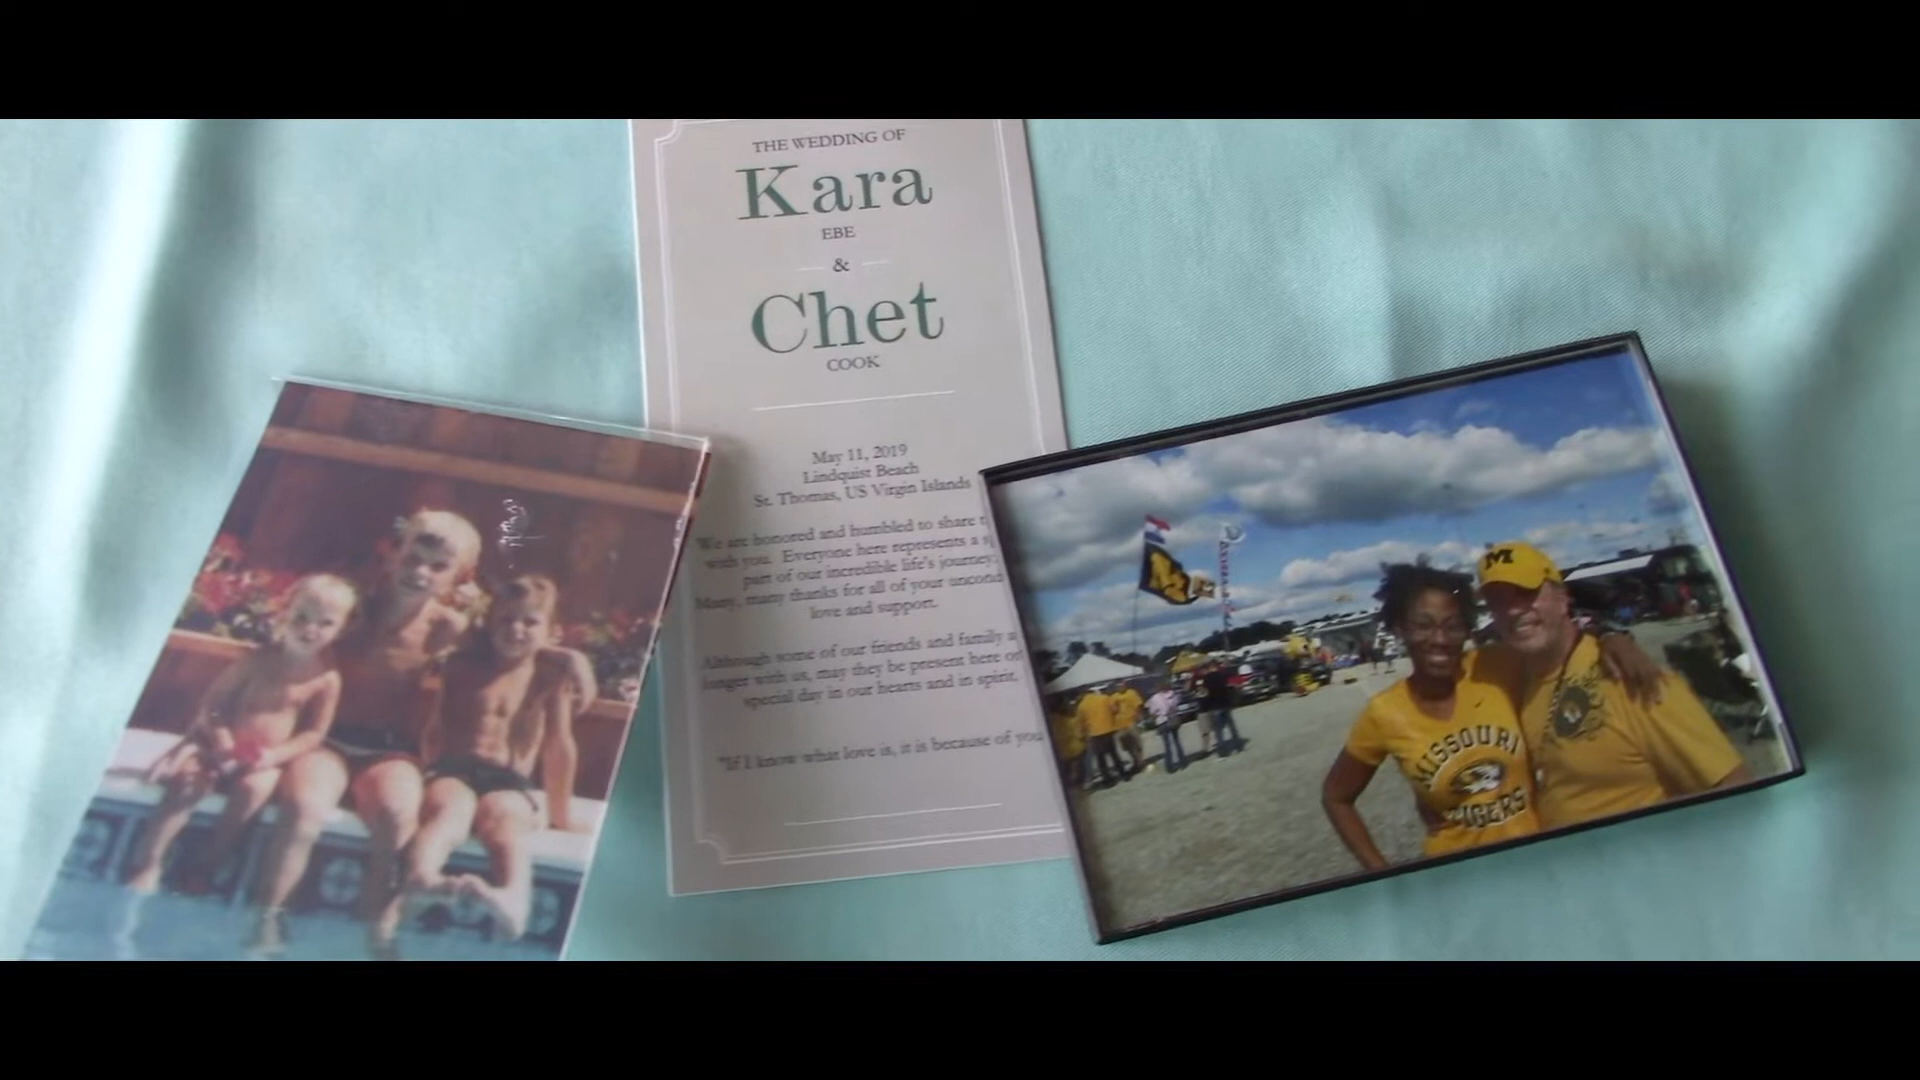 THE WEDDING OF
Kara
EBE
&
Chet
COOK
May 11, 2019
Lindquist Beach
St. Thomas, US Virgin Islands
We are honored and humbled to share
with you. Everyone here represents a
part of our incredible life's journey.
Many, many thanks for all of your uncond
love and support.
Although some of our friends and family
longer with us, may they be present here on
special day in our hearts and in spirit.
"If I know what love is, it is because of you
M
M
MISSOURI
TIGERS